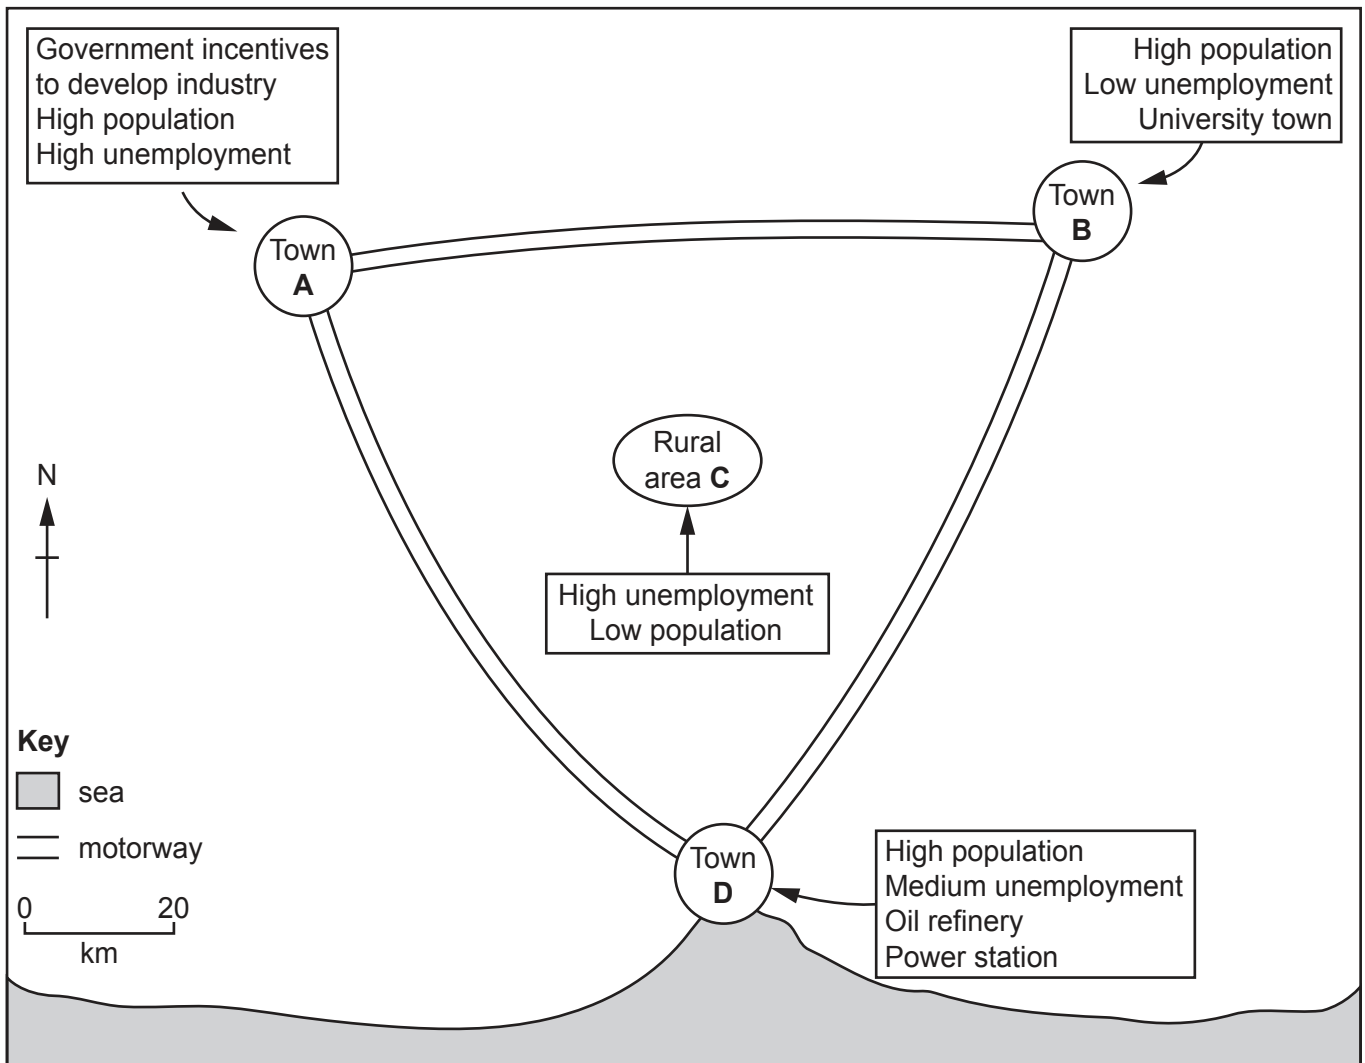 Government incentives
to develop industry
High population
High unemployment
High population
Low unemployment
University town
Town
A
Town
B
Rural
area C
N
High unemployment
Low population
Key
sea
motorway
0 20
km
Town
D
High population
Medium unemployment
Oil refinery
Power station